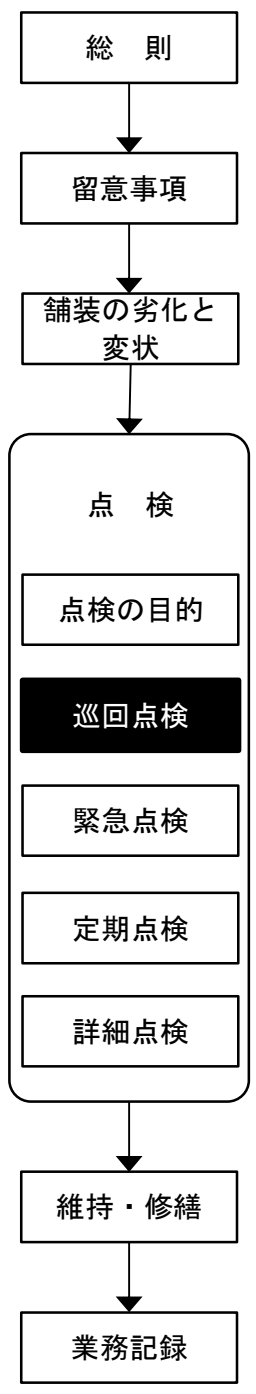 総　則
留意事項
舗装の劣化と
変状
点　検
点検の目的
巡回点検
緊急点検
定期点検
詳細点検
維持・修繕
業務記録